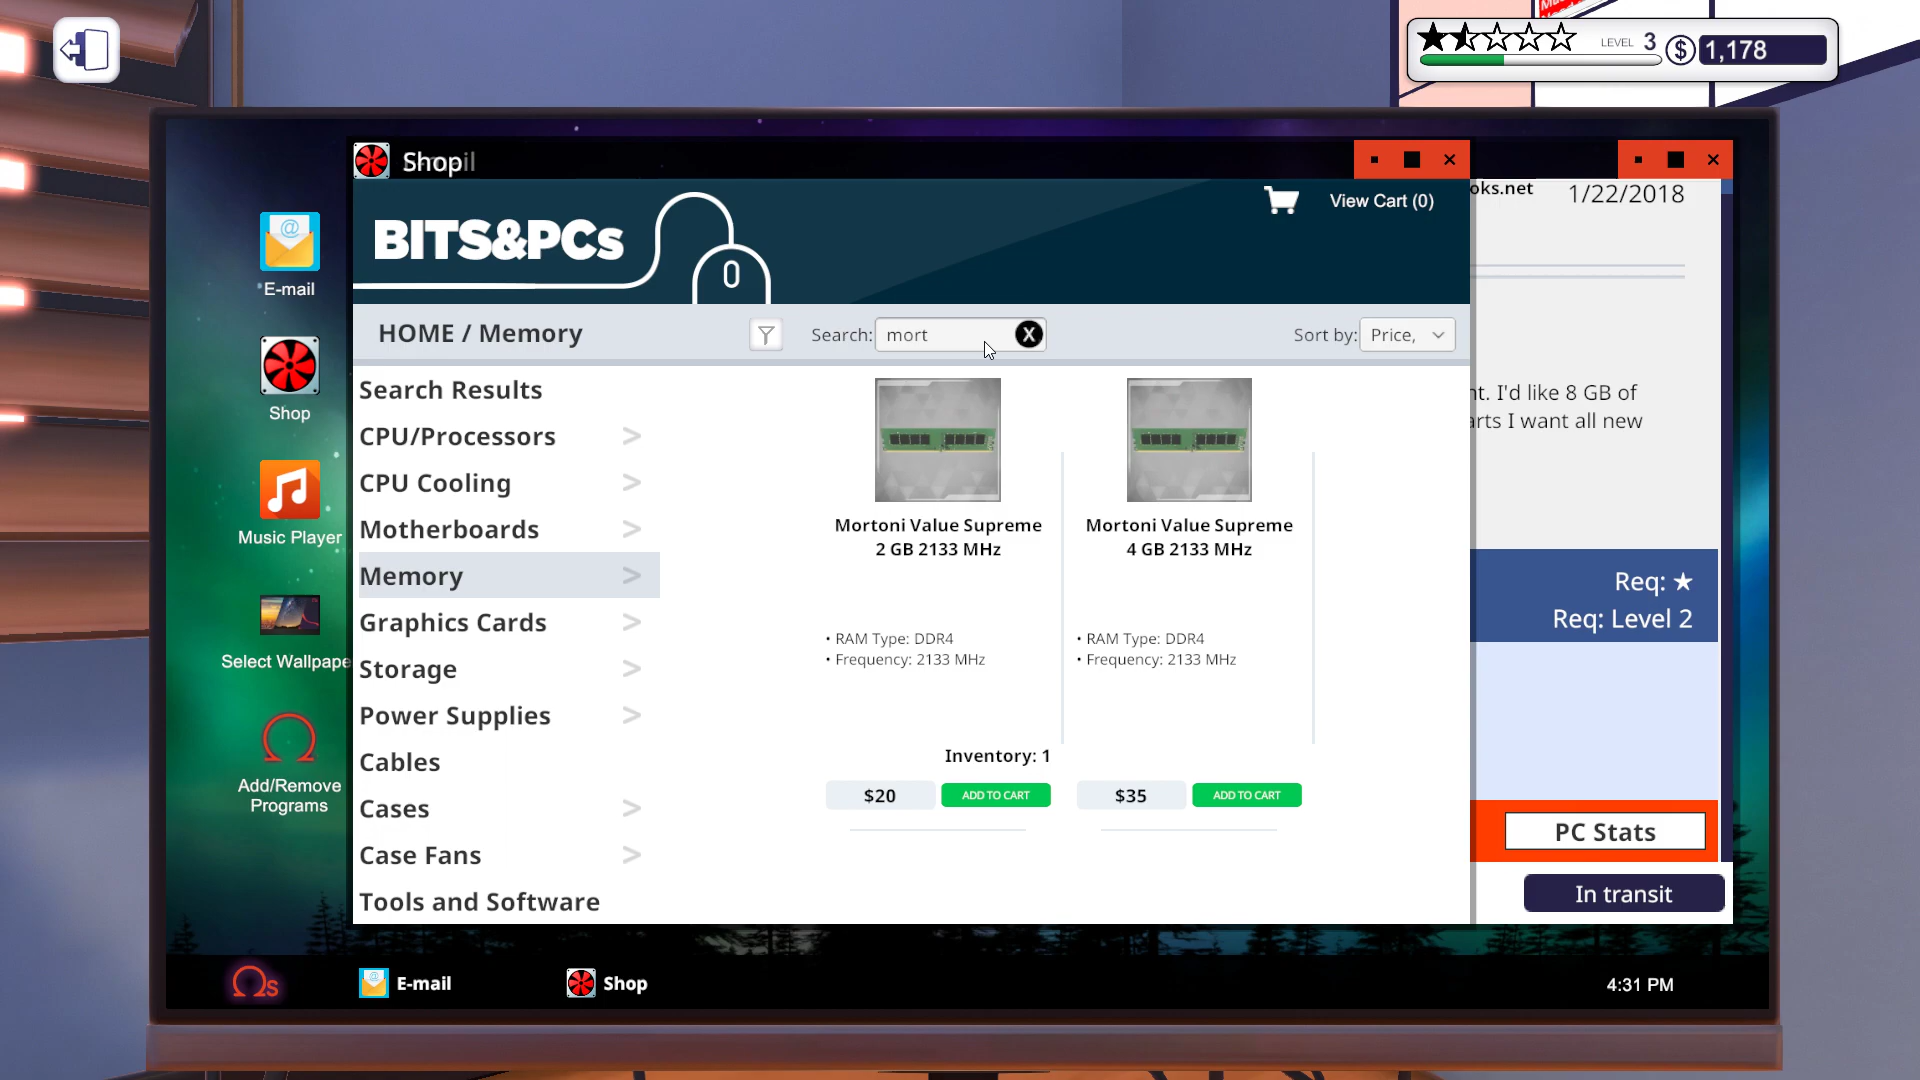 LEVEL 3 $ 1,178
Shop
View Cart (0)
BITS&PCs
oks.net 1/22/2018
HOME / Memory
Search: mort X
Sort by: Price,
E-mail
Shop
Music Player
Select Wallpape
Add/Remove
Programs
Search Results
CPU/Processors >
CPU Cooling >
Motherboards >
Memory >
Graphics Cards >
Storage >
Power Supplies >
Cables
Cases >
Case Fans >
Tools and Software
Mortoni Value Supreme
2 GB 2133 MHz
• RAM Type: DDR4
• Frequency: 2133 MHz
Inventory: 1
$20 ADD TO CART
Mortoni Value Supreme
4 GB 2133 MHz
• RAM Type: DDR4
• Frequency: 2133 MHz
$35 ADD TO CART
nt. I'd like 8 GB of
arts I want all new
Req: ★
Req: Level 2
PC Stats
In transit
Ωs
E-mail
Shop
4:31 PM